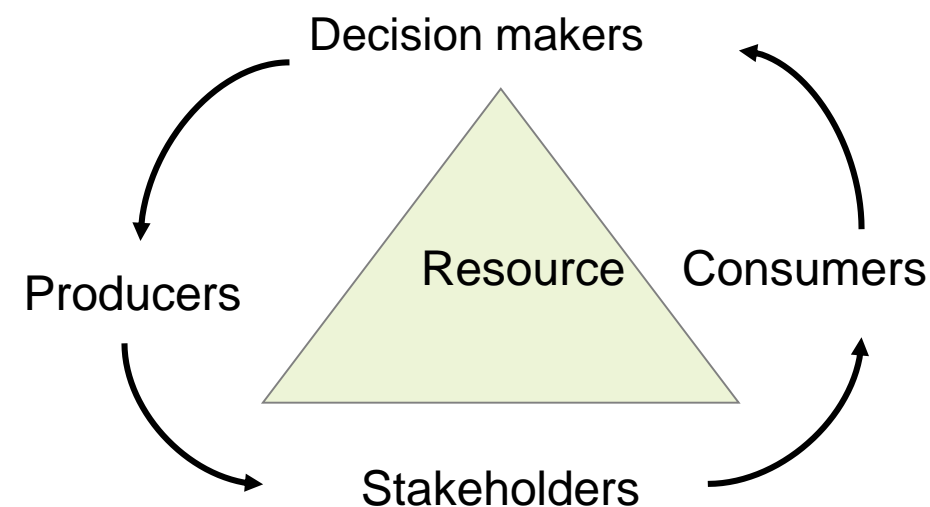 Decision makers
Resource
Consumers
Producers
Stakeholders